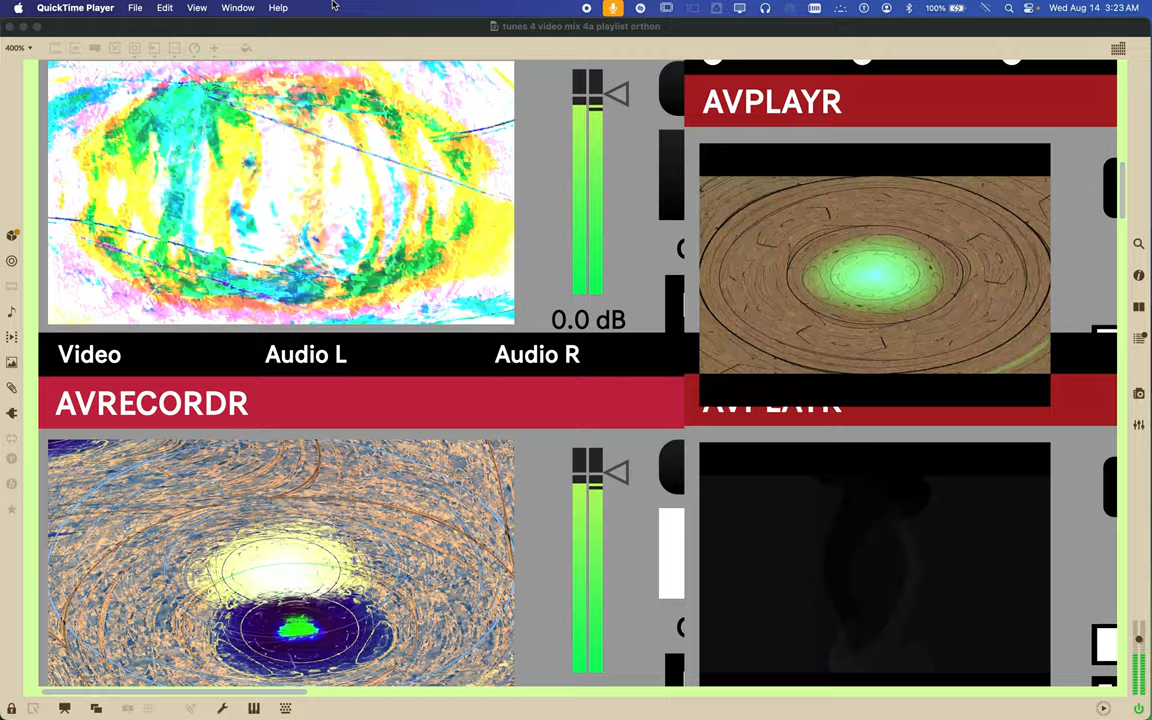 QuickTime Player File Edit View Window Help 100% Wed Aug 14 3:23 AM
tunes 4 video mix 4a playlist orthon
400%
AVPLAYR
0.0 dB
Video Audio L Audio R
AVRECORDR
AVPLAYR